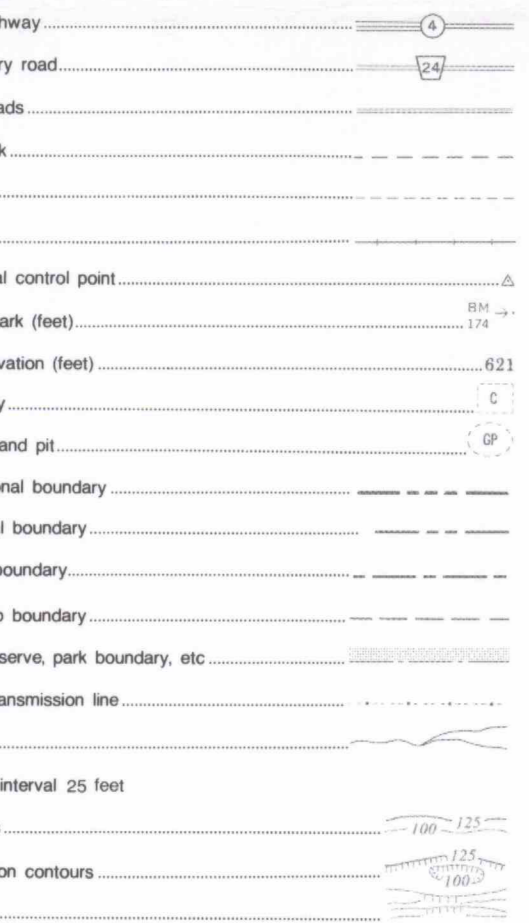 hway 4
ry road 24
ads
k
al control point
ark (feet) BM 174
vation (feet) 621
y C
and pit GP
onal boundary
l boundary
boundary
o boundary
serve, park boundary, etc
ansmission line
interval 25 feet
100 125
on contours 125 100